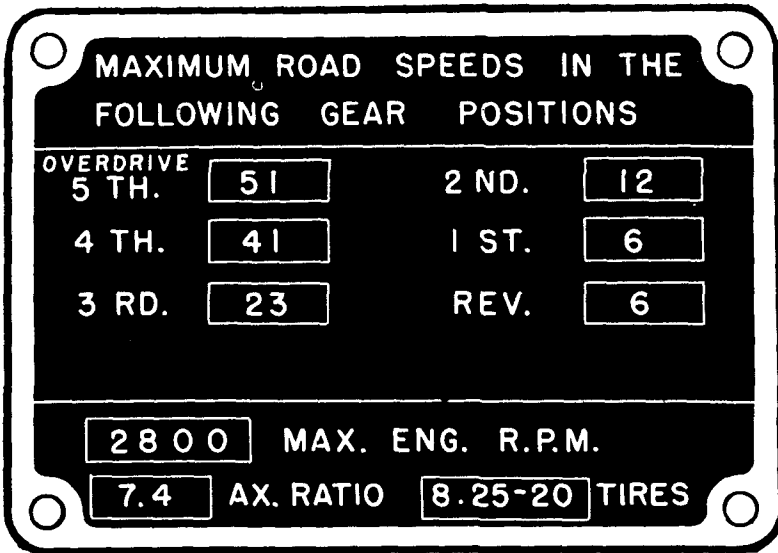 MAXIMUM ROAD SPEEDS IN THE
FOLLOWING GEAR POSITIONS
OVERDRIVE
5 TH. 51 2 ND. 12
4 TH. 41 1 ST. 6
3 RD. 23 REV. 6
2800 MAX. ENG. R.P.M.
7.4 AX. RATIO 8.25-20 TIRES